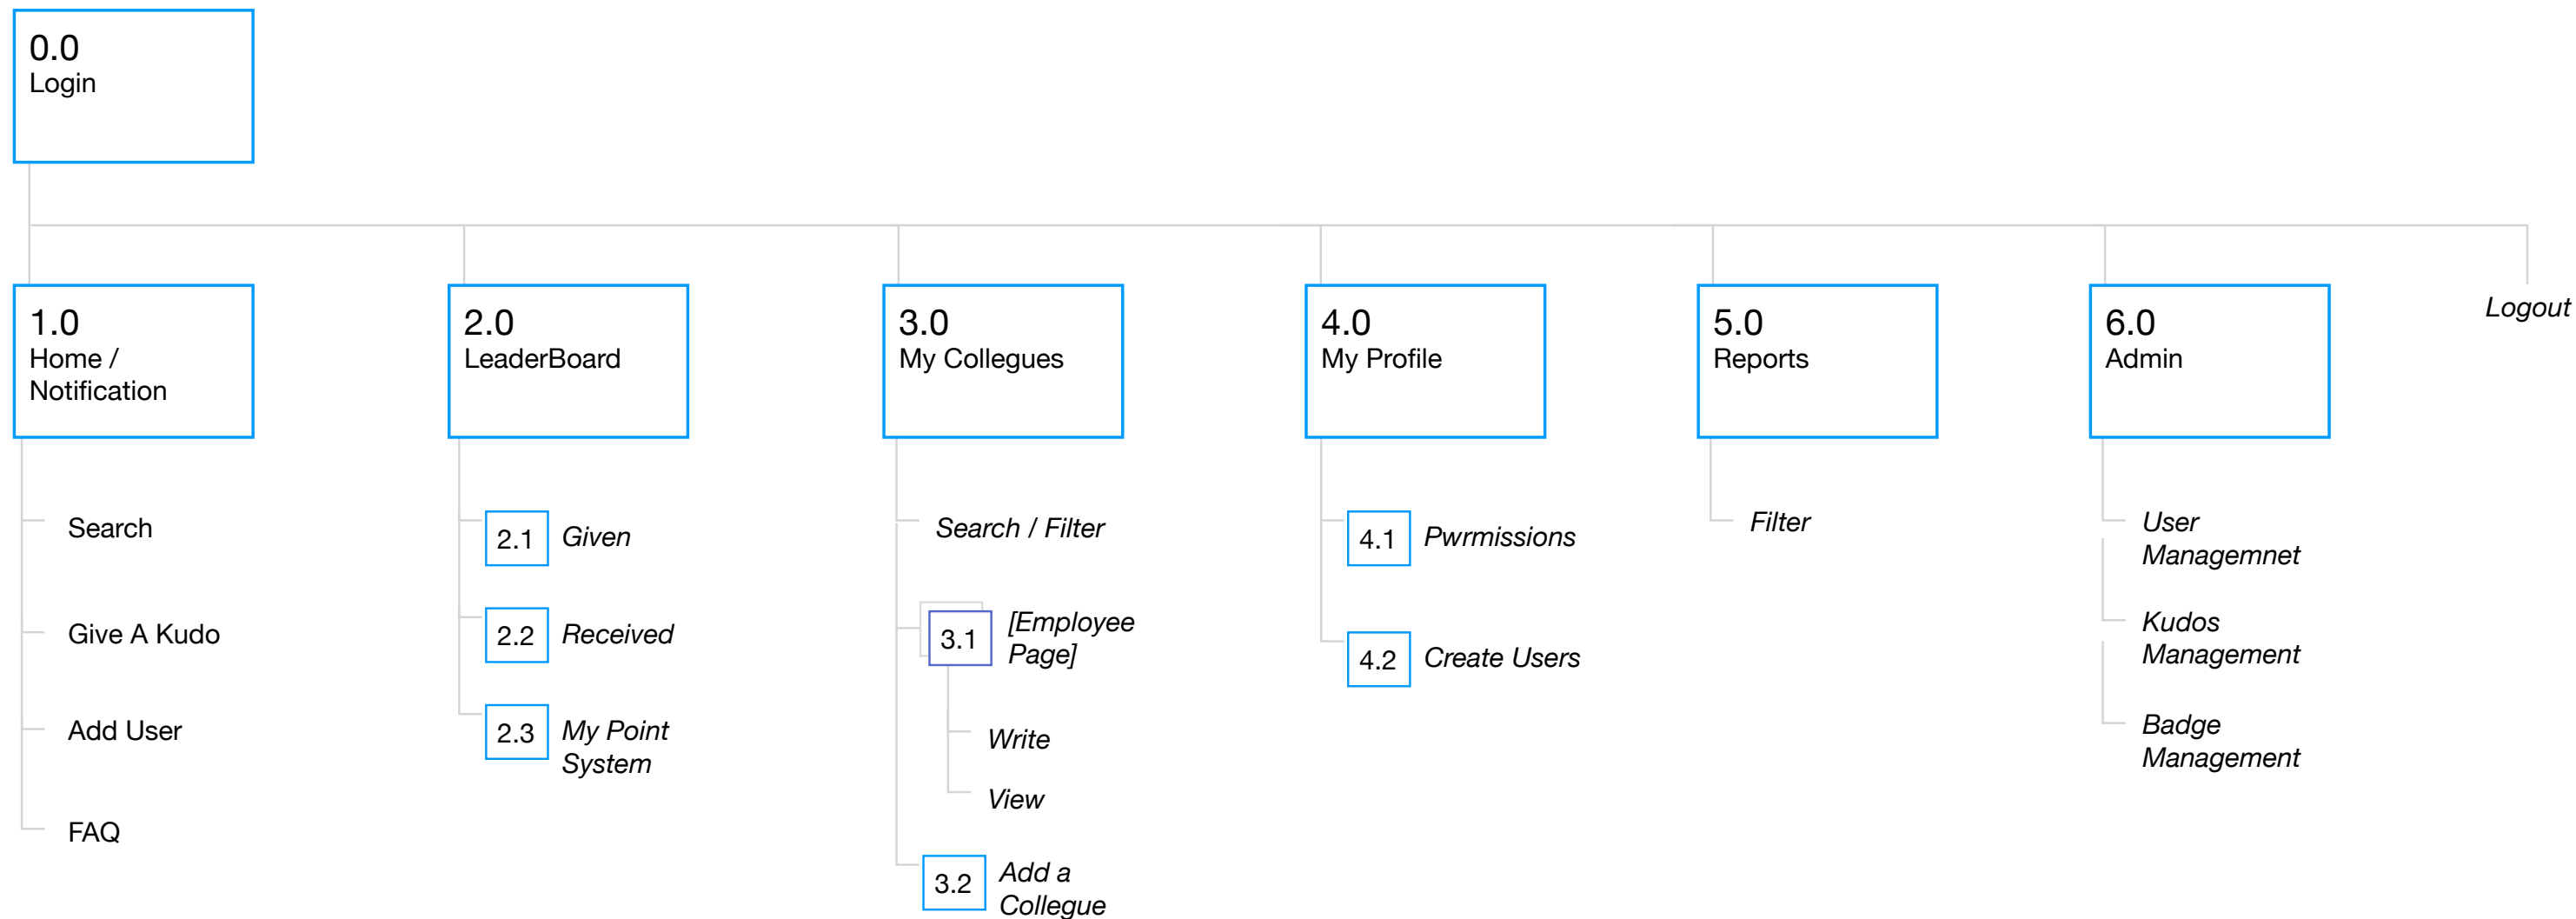 0.0
Login
1.0
Home /
Notification
Search
Give A Kudo
Add User
FAQ
2.0
LeaderBoard
2.1
Given
2.2
Received
2.3
My Point
System
3.0
My Collegues
Search / Filter
3.1
[Employee
Page]
Write
View
3.2
Add a
Collegue
4.0
My Profile
4.1
Pwrmissions
4.2
Create Users
5.0
Reports
Filter
6.0
Admin
User
Managemnet
Kudos
Management
Badge
Management
Logout